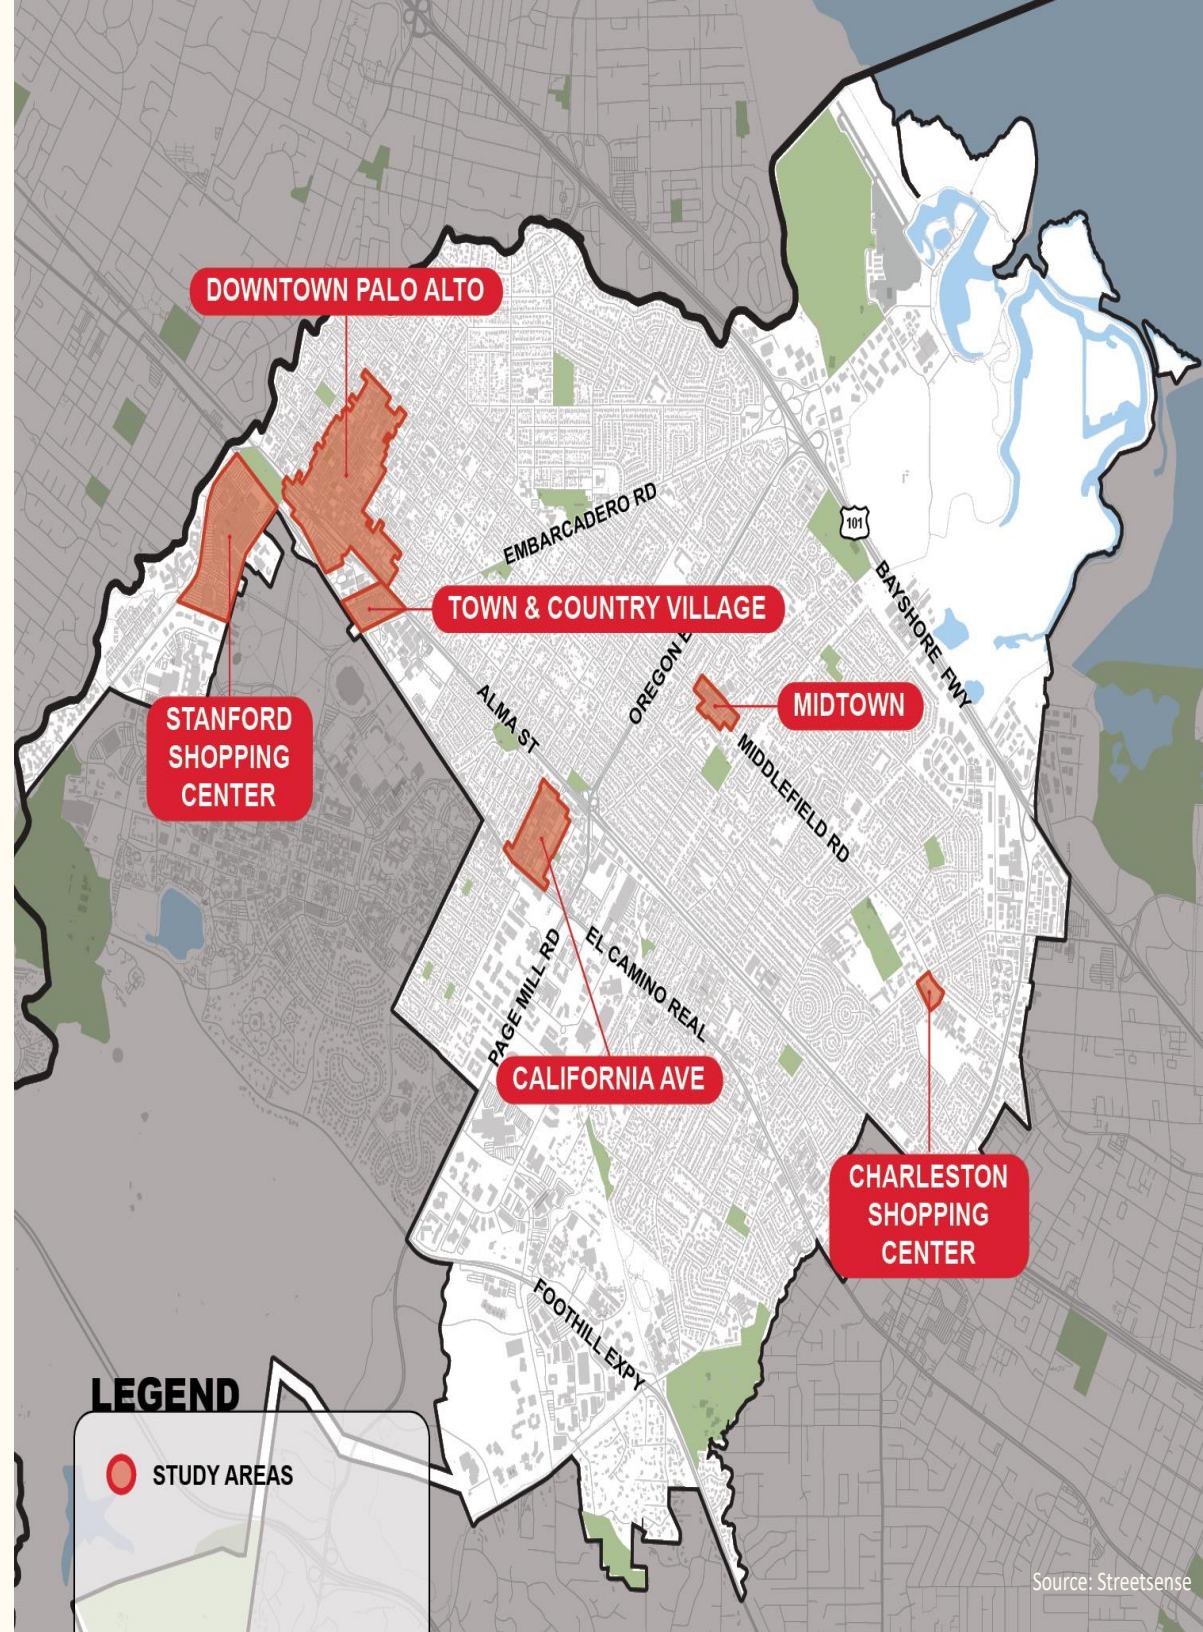 DOWNTOWN PALO ALTO
EMBARCADERO RD
101
TOWN & COUNTRY VILLAGE
BAYSHORE FWY
OREGON E
STANFORD
SHOPPING
CENTER
ALMA ST
MIDTOWN
MIDDLEFIELD RD
PAGE MILL RD
EL CAMINO REAL
CALIFORNIA AVE
CHARLESTON
SHOPPING
CENTER
FOOTHILL EXPY
LEGEND
STUDY AREAS
Source: Streetsense